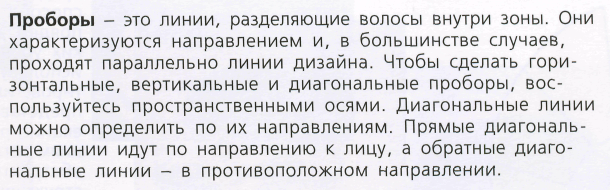 Проборы – это линии, разделяющие волосы внутри зоны. Они
характеризуются направлением и, в большинстве случаев,
проходят параллельно линии дизайна. Чтобы сделать гори-
зонтальные, вертикальные и диагональные проборы, вос-
пользуйтесь пространственными осями. Диагональные линии
можно определить по их направлениям. Прямые диагональ-
ные линии идут по направлению к лицу, а обратные диаго-
нальные линии – в противоположном направлении.